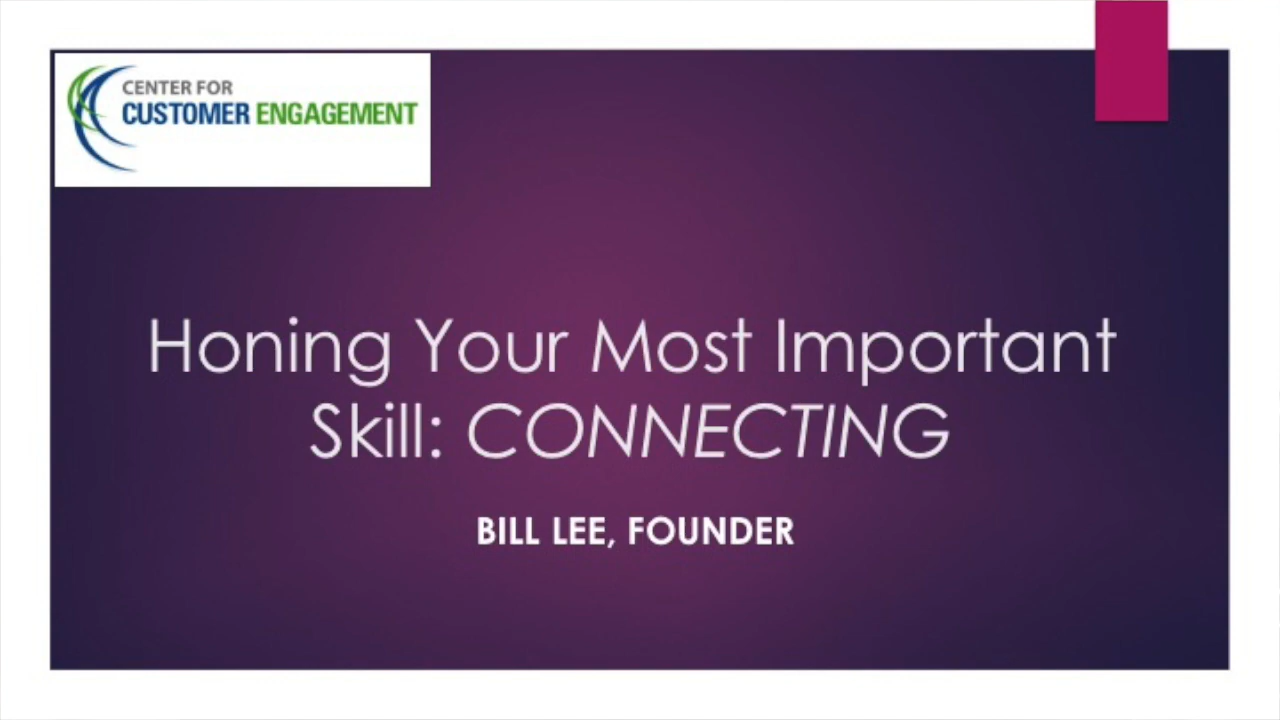 CENTER FOR
CUSTOMER ENGAGEMENT
Honing Your Most Important
Skill: CONNECTING
BILL LEE, FOUNDER